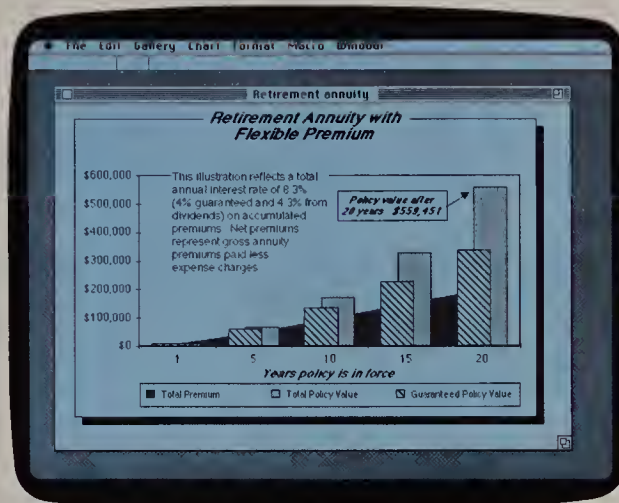 File Edit Gallery Chart Format Macro Window
Retirement annuity
Retirement Annuity with
Flexible Premium
$600,000
$500,000
$400,000
$300,000
$200,000
$100,000
$0
This illustration reflects a total
annual interest rate of 8.3%
(4% guaranteed and 4.3% from
dividends) on accumulated
premiums. Net premiums
represent gross annuity
premiums paid less
expense charges
Policy value after
20 years $559,451
1 5 10 15 20
Years policy is in force
Total Premium Total Policy Value Guaranteed Policy Value